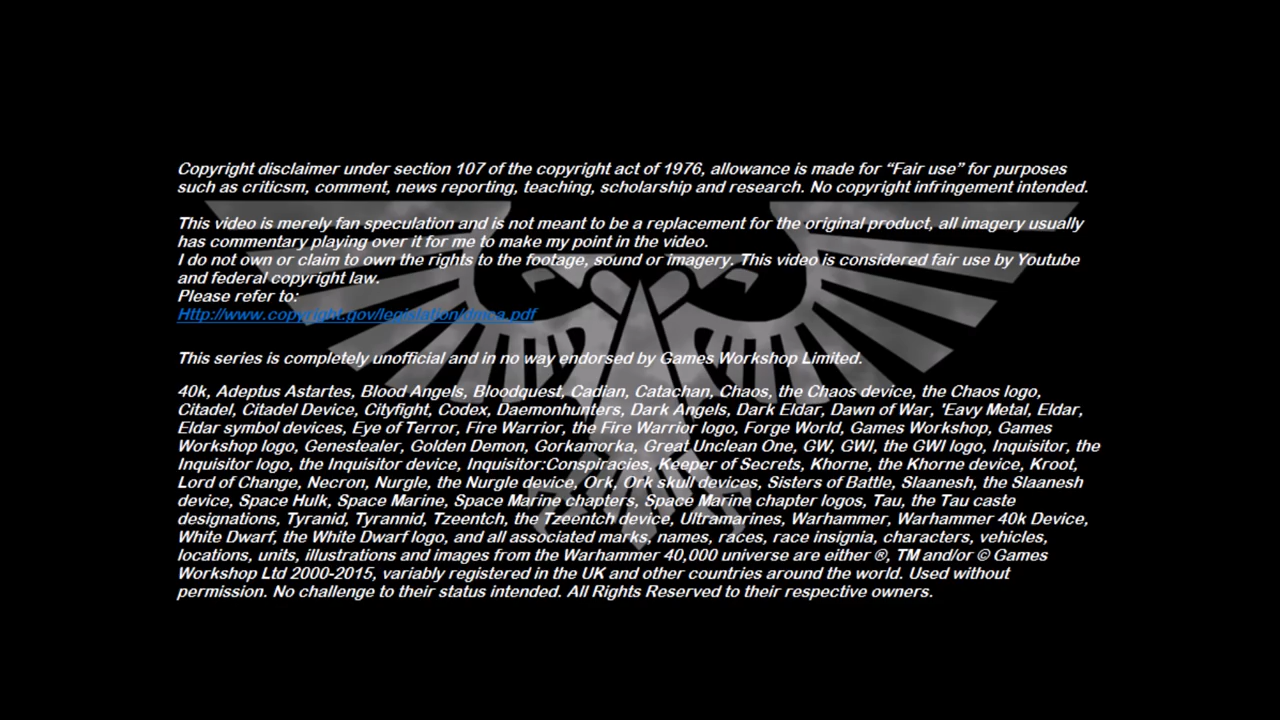 Copyright disclaimer under section 107 of the copyright act of 1976, allowance is made for “Fair use” for purposes
such as criticsm, comment, news reporting, teaching, scholarship and research. No copyright infringement intended.
This video is merely fan speculation and is not meant to be a replacement for the original product, all imagery usually
has commentary playing over it for me to make my point in the video.
I do not own or claim to own the rights to the footage, sound or imagery. This video is considered fair use by Youtube
and federal copyright law.
Please refer to:
Http://www.copyright.gov/legislation/dmca.pdf
This series is completely unofficial and in no way endorsed by Games Workshop Limited.
40k, Adeptus Astartes, Blood Angels, Bloodquest, Cadian, Catachan, Chaos, the Chaos device, the Chaos logo,
Citadel, Citadel Device, Cityfight, Codex, Daemonhunters, Dark Angels, Dark Eldar, Dawn of War, 'Eavy Metal, Eldar,
Eldar symbol devices, Eye of Terror, Fire Warrior, the Fire Warrior logo, Forge World, Games Workshop, Games
Workshop logo, Genestealer, Golden Demon, Gorkamorka, Great Unclean One, GW, GWI, the GWI logo, Inquisitor, the
Inquisitor logo, the Inquisitor device, Inquisitor:Conspiracies, Keeper of Secrets, Khorne, the Khorne device, Kroot,
Lord of Change, Necron, Nurgle, the Nurgle device, Ork, Ork skull devices, Sisters of Battle, Slaanesh, the Slaanesh
device, Space Hulk, Space Marine, Space Marine chapters, Space Marine chapter logos, Tau, the Tau caste
designations, Tyranid, Tyrannid, Tzeentch, the Tzeentch device, Ultramarines, Warhammer, Warhammer 40k Device,
White Dwarf, the White Dwarf logo, and all associated marks, names, races, race insignia, characters, vehicles,
locations, units, illustrations and images from the Warhammer 40,000 universe are either ®, TM and/or © Games
Workshop Ltd 2000-2015, variably registered in the UK and other countries around the world. Used without
permission. No challenge to their status intended. All Rights Reserved to their respective owners.